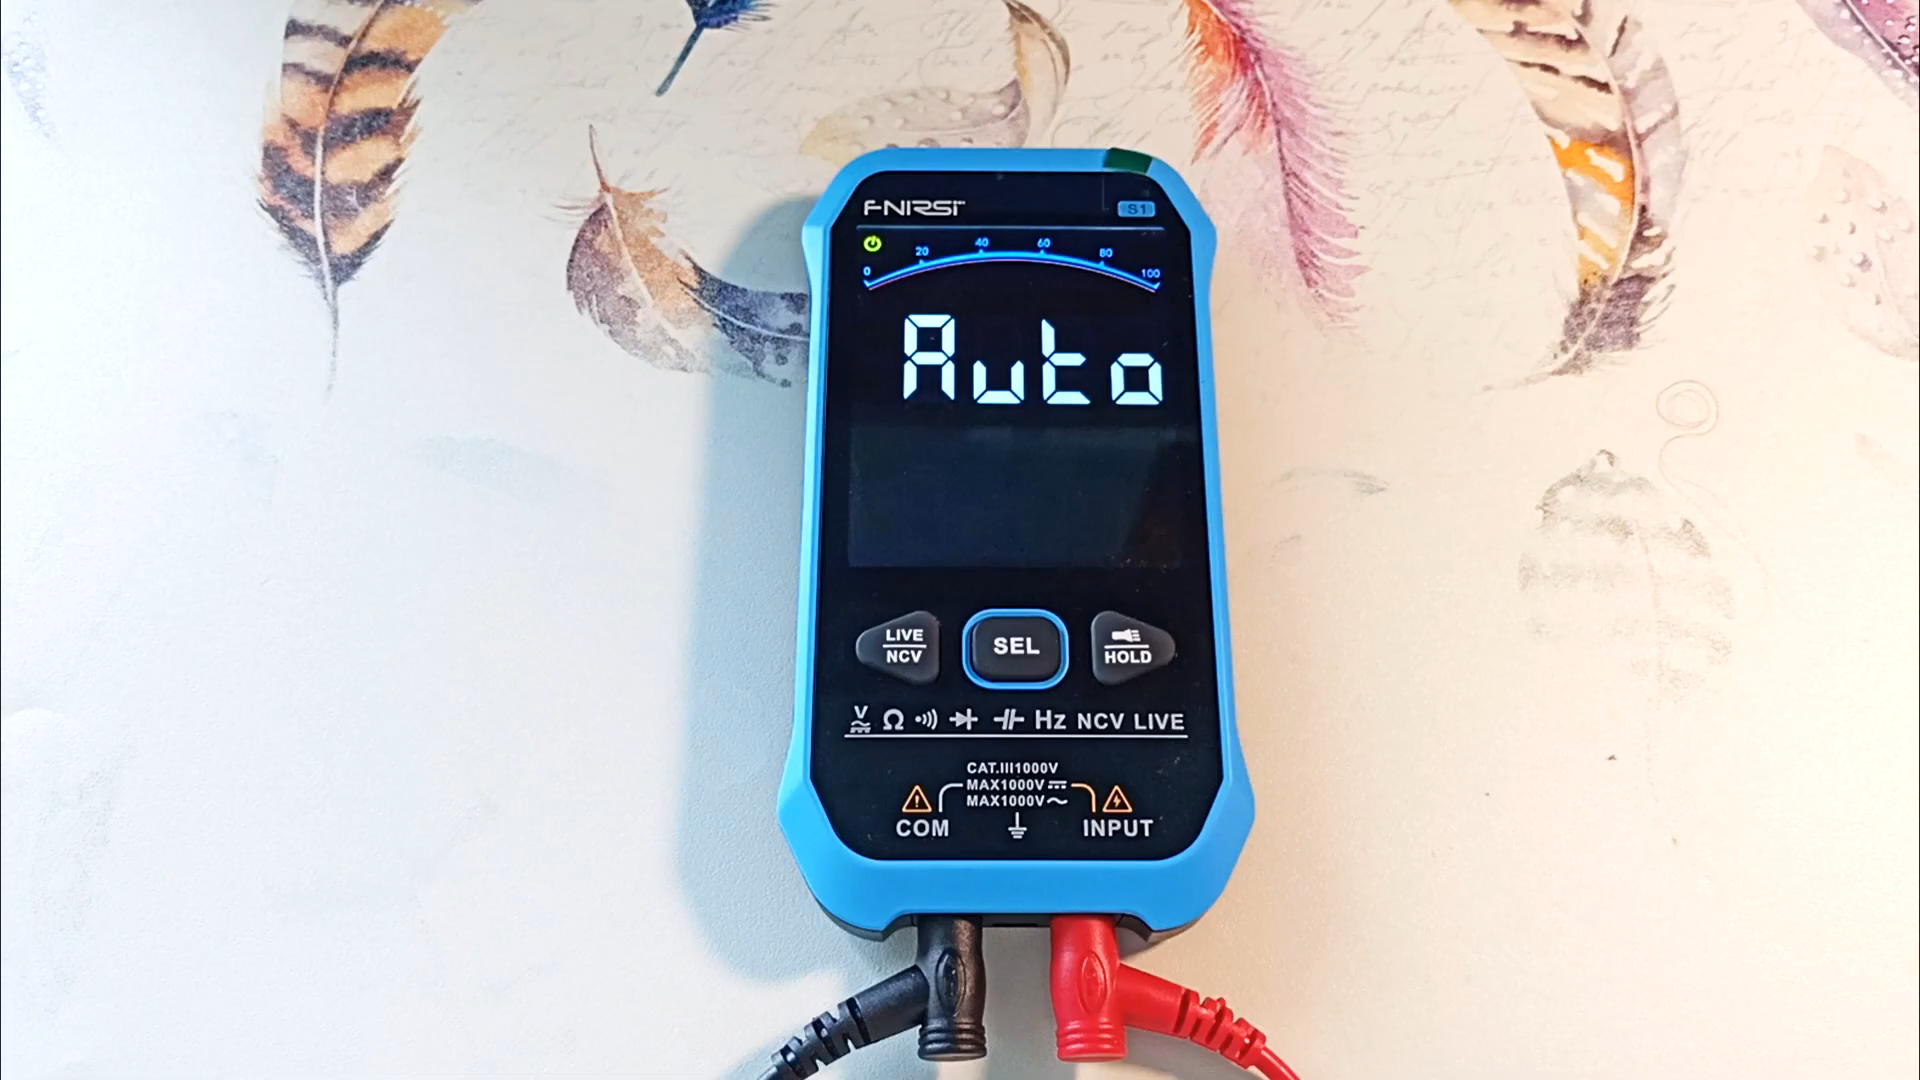 FNIRSI
S1
0 20 40 60 80 100
Auto
LIVE
NCV
SEL
HOLD
V Ω Hz NCV LIVE
CAT.III1000V
MAX1000V
MAX1000V
COM
INPUT